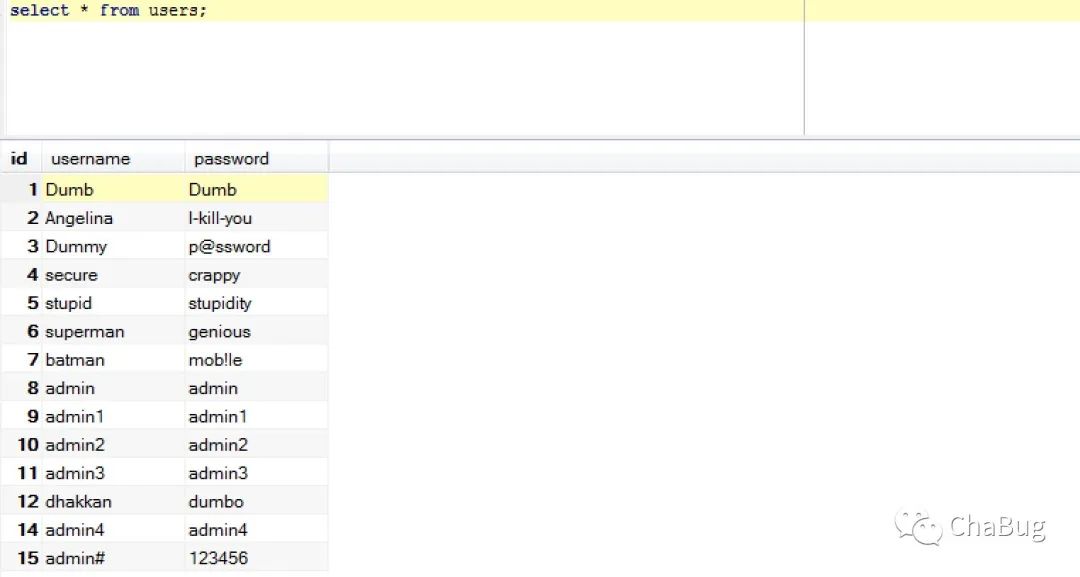 select * from users;
id username password
1 Dumb Dumb
2 Angelina I-kill-you
3 Dummy p@ssword
4 secure crappy
5 stupid stupidity
6 superman genious
7 batman mob!le
8 admin admin
9 admin1 admin1
10 admin2 admin2
11 admin3 admin3
12 dhakkan dumbo
14 admin4 admin4
15 admin# 123456
ChaBug